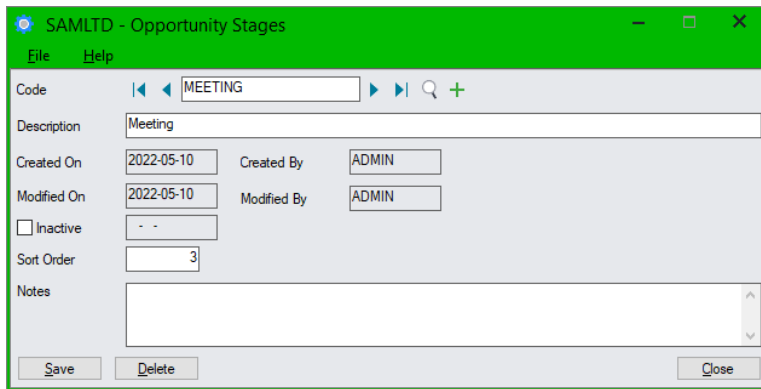 SAMLTD - Opportunity Stages
File Help
Code MEETING
Description Meeting
Created On 2022-05-10 Created By ADMIN
Modified On 2022-05-10 Modified By ADMIN
Inactive - -
Sort Order 3
Notes
Save Delete Close